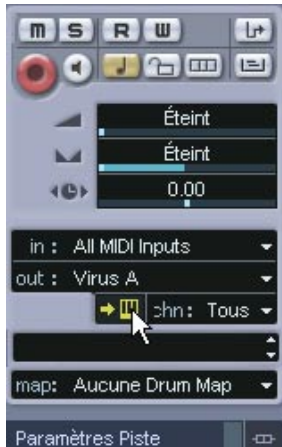 M S R W
Éteint
Éteint
0.00
in : All MIDI Inputs
out : Virus A
chn : Tous
map: Aucune Drum Map
Paramètres Piste